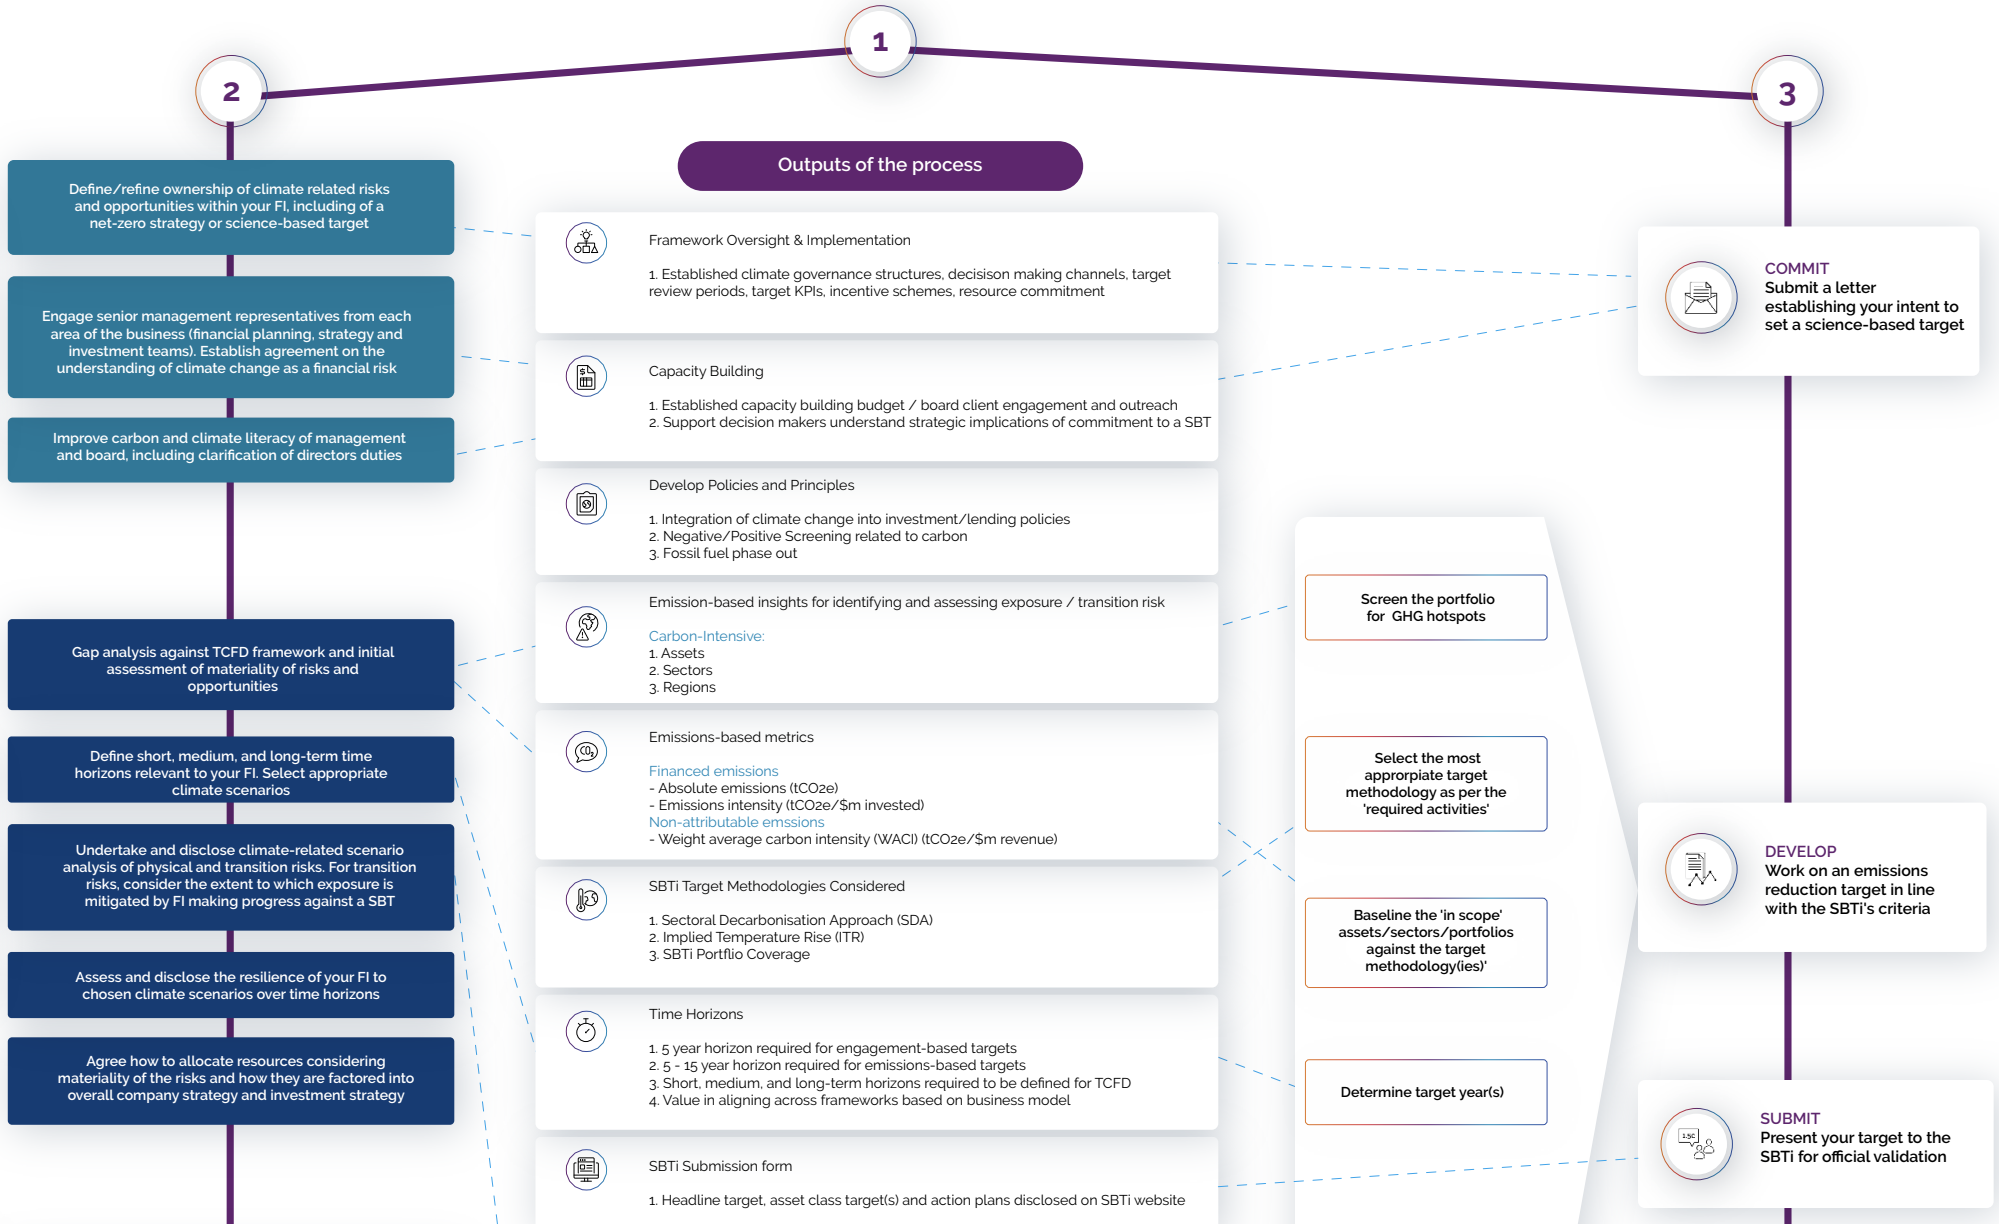 1
2
3
Outputs of the process
Define/refine ownership of climate related risks
and opportunities within your FI, including of a
net-zero strategy or science-based target
Engage senior management representatives from each
area of the business (financial planning, strategy and
investment teams). Establish agreement on the
understanding of climate change as a financial risk
Improve carbon and climate literacy of management
and board, including clarification of directors duties
Gap analysis against TCFD framework and initial
assessment of materiality of risks and
opportunities
Define short, medium, and long-term time
horizons relevant to your FI. Select appropriate
climate scenarios
Undertake and disclose climate-related scenario
analysis of physical and transition risks. For transition
risks, consider the extent to which exposure is
mitigated by FI making progress against a SBT
Assess and disclose the resilience of your FI to
chosen climate scenarios over time horizons
Agree how to allocate resources considering
materiality of the risks and how they are factored into
overall company strategy and investment strategy
Framework Oversight & Implementation
1. Established climate governance structures, decisison making channels, target
review periods, target KPIs, incentive schemes, resource commitment
$
Capacity Building
1. Established capacity building budget / board client engagement and outreach
2. Support decision makers understand strategic implications of commitment to a SBT
Develop Policies and Principles
1. Integration of climate change into investment/lending policies
2. Negative/Positive Screening related to carbon
3. Fossil fuel phase out
Emission-based insights for identifying and assessing exposure / transition risk
Carbon-Intensive:
1. Assets
2. Sectors
3. Regions
CO2
Emissions-based metrics
Financed emissions
- Absolute emissions (tCO2e)
- Emissions intensity (tCO2e/$m invested)
Non-attributable emssions
- Weight average carbon intensity (WACI) (tCO2e/$m revenue)
SBTi Target Methodologies Considered
1. Sectoral Decarbonisation Approach (SDA)
2. Implied Temperature Rise (ITR)
3. SBTi Portflio Coverage
Time Horizons
1. 5 year horizon required for engagement-based targets
2. 5 - 15 year horizon required for emissions-based targets
3. Short, medium, and long-term horizons required to be defined for TCFD
4. Value in aligning across frameworks based on business model
SBTi Submission form
1. Headline target, asset class target(s) and action plans disclosed on SBTi website
Screen the portfolio
for GHG hotspots
Select the most
approrpiate target
methodology as per the
'required activities'
Baseline the 'in scope'
assets/sectors/portfolios
against the target
methodology(ies)'
Determine target year(s)
COMMIT
Submit a letter
establishing your intent to
set a science-based target
DEVELOP
Work on an emissions
reduction target in line
with the SBTi's criteria
1.5C
SUBMIT
Present your target to the
SBTi for official validation